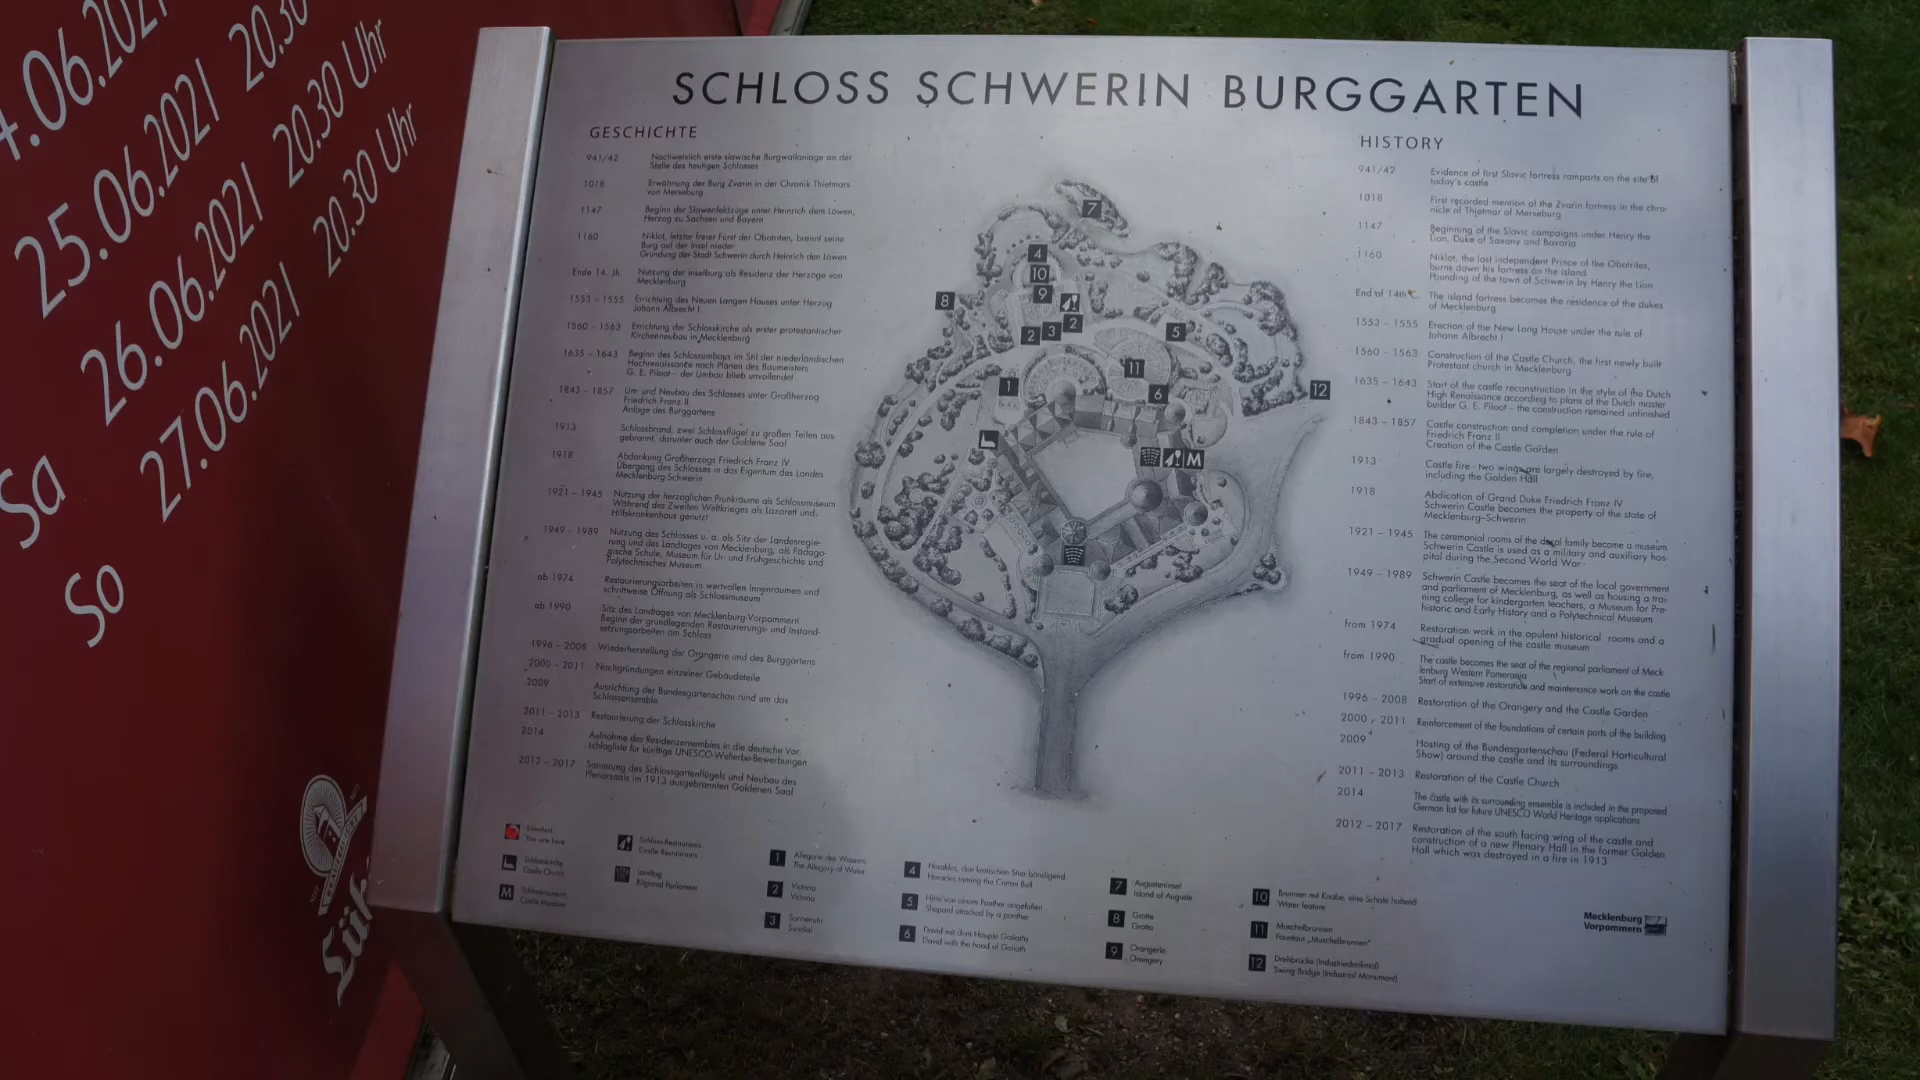 4.06.2021
25.06.2021 20.30
26.06.2021 20.30 Uhr
Sa 27.06.2021 20.30 Uhr
So
Lüb
SCHLOSS SCHWERIN BURGGARTEN
GESCHICHTE
941/42 Nachweislich erste slawische Burgwallanlage an der
Stelle des heutigen Schlosses
1018 Erwähnung der Burg Zvarin in der Chronik Thietmars
von Merseburg
1147 Beginn der Slawenfeldzüge unter Heinrich dem Löwen,
Herzog zu Sachsen und Bayern
1160 Niklot, letzter freier Fürst der Obotriten, brennt seine
Burg auf der Insel nieder
Gründung der Stadt Schwerin durch Heinrich den Löwen
Ende 14. Jh. Nutzung der Inselburg als Residenz der Herzöge von
Mecklenburg
1553 – 1555 Errichtung des Neuen Langen Hauses unter Herzog
Johann Albrecht I.
1560 – 1563 Errichtung der Schlosskirche als erster protestantischer
Kirchenneubau in Mecklenburg
1635 – 1643 Beginn des Schlossumbaus im Stil der niederländischen
Hochrenaissance nach Plänen des Baumeisters
G. E. Piloot – der Umbau blieb unvollendet
1843 – 1857 Um- und Neubau des Schlosses unter Großherzog
Friedrich Franz II.
Anlage des Burggartens
1913 Schlossbrand, zwei Schlossflügel zu großen Teilen aus-
gebrannt, darunter auch der Goldene Saal
1918 Abdankung Großherzogs Friedrich Franz IV.
Übergang des Schlosses in das Eigentum des Landes
Mecklenburg-Schwerin
1921 – 1945 Nutzung der herzoglichen Prunkräume als Schlossmuseum
Während des Zweiten Weltkrieges als Lazarett und
Hilfskrankenhaus genutzt
1949 – 1989 Nutzung des Schlosses u. a. als Sitz der Landesregie-
rung und des Landtages von Mecklenburg, als Pädago-
gische Schule, Museum für Ur- und Frühgeschichte und
Polytechnisches Museum
ab 1974 Restaurierungsarbeiten in wertvollen Innenräumen und
schrittweise Öffnung als Schlossmuseum
ab 1990 Sitz des Landtages von Mecklenburg-Vorpommern
Beginn der grundlegenden Restaurierungs- und Instand-
setzungsarbeiten am Schloss
1996 – 2008 Wiederherstellung der Orangerie und des Burggartens
2000 – 2011 Nachgründungen einzelner Gebäudeteile
2009 Ausrichtung der Bundesgartenschau rund um das
Schlossensemble
2011 – 2013 Restaurierung der Schlosskirche
2014 Aufnahme des Residenzensembles in die deutsche Vor-
schlagliste für künftige UNESCO-Welterbe-Bewerbungen
2012 – 2017 Sanierung des Schlossgartenflügels und Neubau des
Plenarsaals im 1913 ausgebrannten Goldenen Saal
7
4
10
9
8
2 3 2
5
11
1
6
12
M
HISTORY
941/42 Evidence of first Slavic fortress ramparts on the site of
today's castle
1018 First recorded mention of the Zvarin fortress in the chro-
nicle of Thietmar of Merseburg
1147 Beginning of the Slavic campaigns under Henry the
Lion, Duke of Saxony and Bavaria
1160 Niklot, the last independent Prince of the Obotrites,
burns down his fortress on the island
Founding of the town of Schwerin by Henry the Lion
End of 14th C. The island fortress becomes the residence of the dukes
of Mecklenburg
1553 – 1555 Erection of the New Long House under the rule of
Johann Albrecht I
1560 – 1563 Construction of the Castle Church, the first newly built
Protestant church in Mecklenburg
1635 – 1643 Start of the castle reconstruction in the style of the Dutch
High Renaissance according to plans of the Dutch master
builder G. E. Piloot – the construction remained unfinished
1843 – 1857 Castle construction and completion under the rule of
Friedrich Franz II
Creation of the Castle Garden
1913 Castle fire - two wings are largely destroyed by fire,
including the Golden Hall
1918 Abdication of Grand Duke Friedrich Franz IV
Schwerin Castle becomes the property of the state of
Mecklenburg–Schwerin
1921 – 1945 The ceremonial rooms of the ducal family become a museum
Schwerin Castle is used as a military and auxiliary hos-
pital during the Second World War
1949 – 1989 Schwerin Castle becomes the seat of the local government
and parliament of Mecklenburg, as well as housing a trai-
ning college for kindergarten teachers, a Museum for Pre-
historic and Early History and a Polytechnical Museum
from 1974 Restoration work in the opulent historical rooms and a
gradual opening of the castle museum
from 1990 The castle becomes the seat of the regional parliament of Meck-
lenburg Western Pomerania
Start of extensive restoration and maintenance work on the castle
1996 – 2008 Restoration of the Orangery and the Castle Garden
2000 – 2011 Reinforcement of the foundations of certain parts of the building
2009 Hosting of the Bundesgartenschau (Federal Horticultural
Show) around the castle and its surroundings
2011 – 2013 Restoration of the Castle Church
2014 The castle with its surrounding ensemble is included in the proposed
German list for future UNESCO World Heritage applications
2012 – 2017 Restoration of the south facing wing of the castle and
construction of a new Plenary Hall in the former Golden
Hall which was destroyed in a fire in 1913
Standort
You are here
Schlosskirche
Castle Church
M Schlossmuseum
Castle Museum
Schloss-Restaurants
Castle Restaurants
Landtag
Regional Parliament
1 Allegorie des Wassers
The Allegory of Water
2 Victoria
Victoria
3 Sonnenuhr
Sundial
4 Herakles, den kretischen Stier bändigend
Heracles taming the Cretan Bull
5 Hirte von einem Panther angefallen
Shepard attacked by a panther
6 David mit dem Haupte Goliaths
David with the head of Goliath
7 Augusteninsel
Island of Auguste
8 Grotte
Grotto
9 Orangerie
Orangery
10 Brunnen mit Knabe, eine Schale haltend
Water feature
11 Muschelbrunnen
Fountain „Muschelbrunnen"
12 Drehbrücke (Industriedenkmal)
Swing Bridge (Industrial Monument)
Mecklenburg
Vorpommern